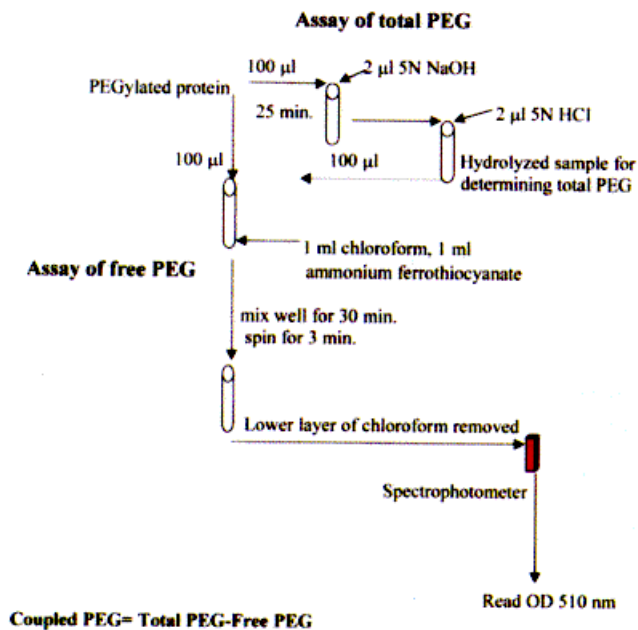 Assay of total PEG
100 µl
2 µl 5N NaOH
PEGylated protein
25 min.
2 µl 5N HCl
100 µl
100 µl
Hydrolyzed sample for
determining total PEG
1 ml chloroform, 1 ml
ammonium ferrothiocyanate
Assay of free PEG
mix well for 30 min.
spin for 3 min.
Lower layer of chloroform removed
Spectrophotometer
Read OD 510 nm
Coupled PEG= Total PEG-Free PEG